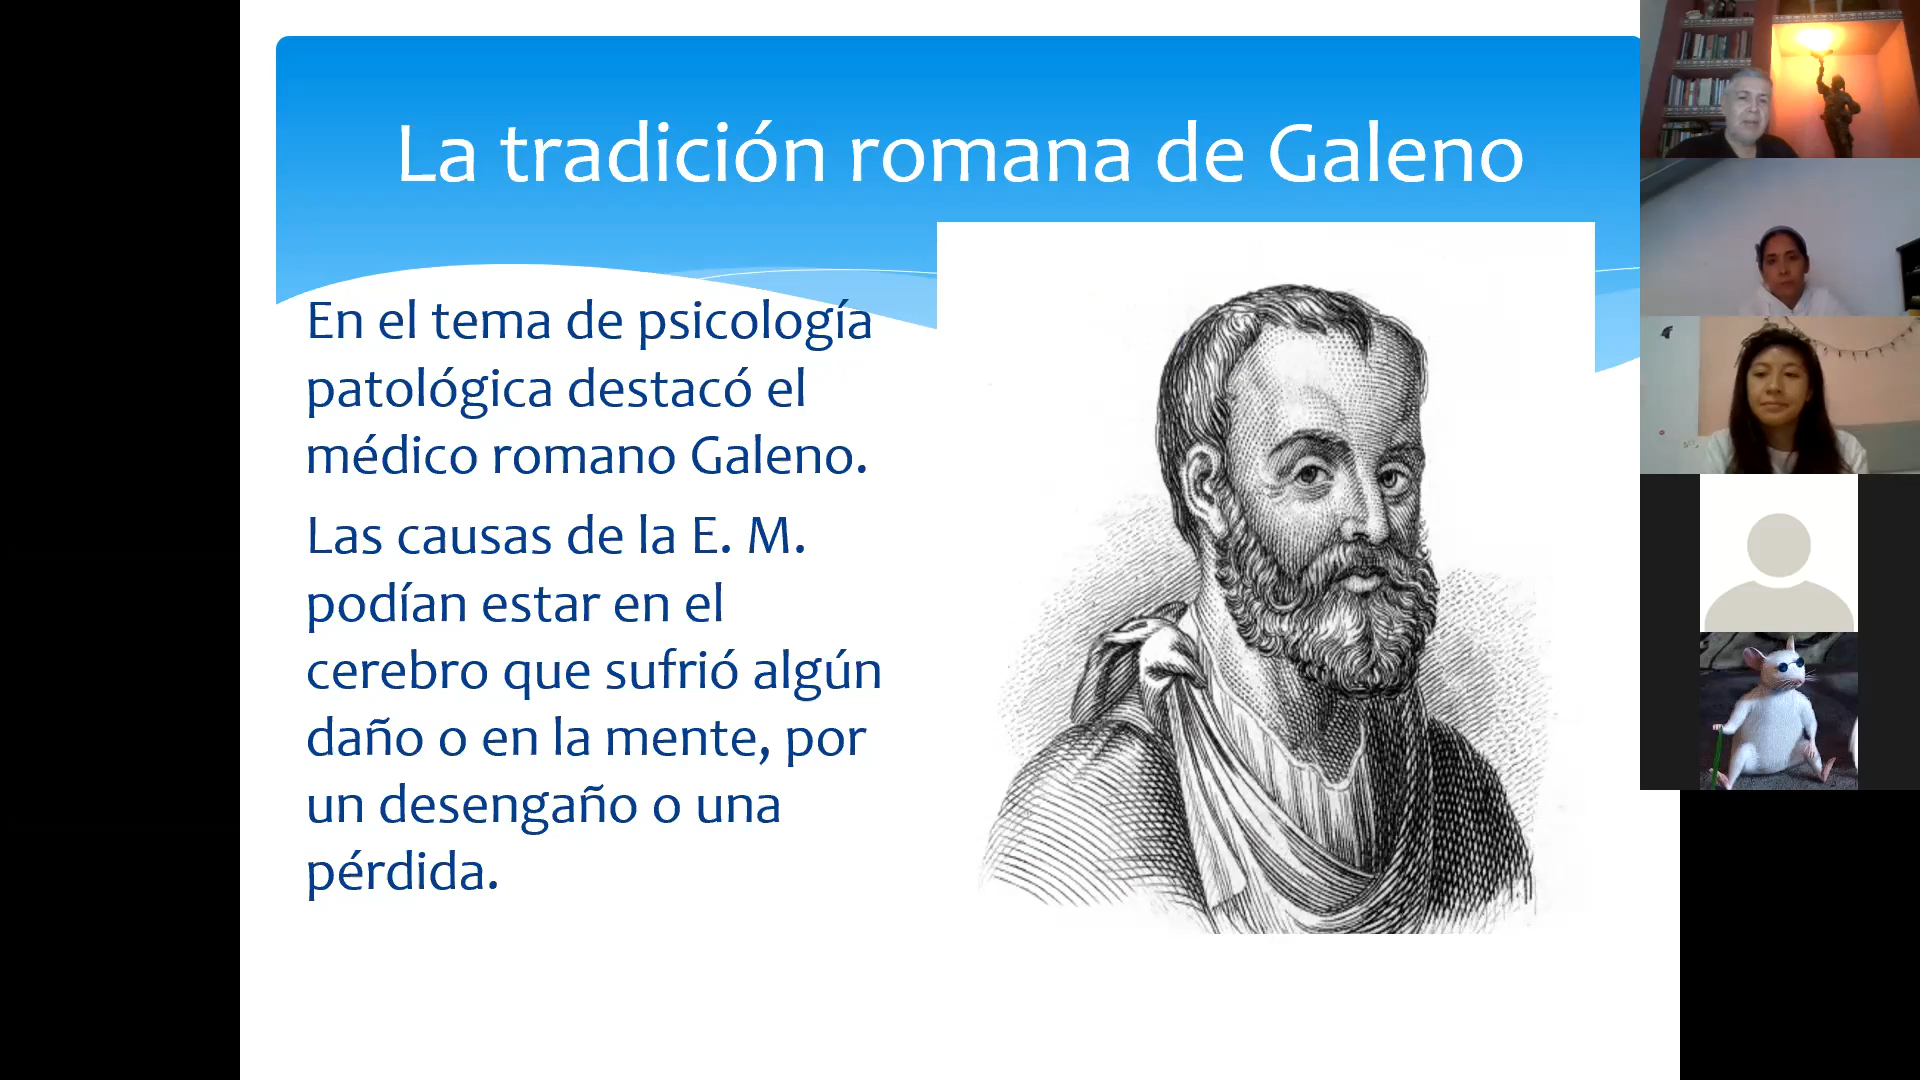 La tradición romana de Galeno
En el tema de psicología
patológica destacó el
médico romano Galeno.
Las causas de la E. M.
podían estar en el
cerebro que sufrió algún
daño o en la mente, por
un desengaño o una
pérdida.